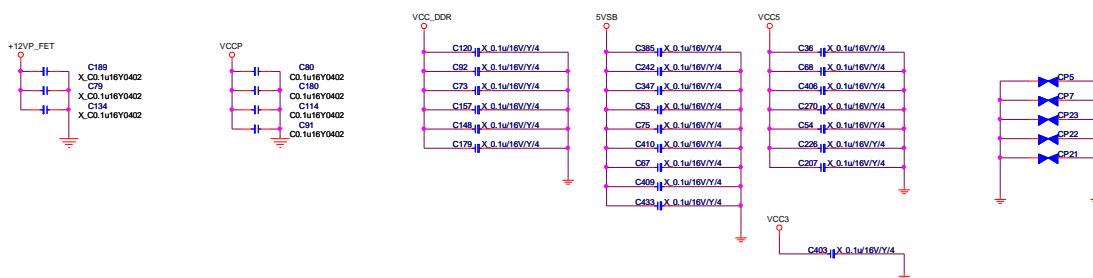 +12VP_FET
C189
X_C0.1u16Y0402
C79
X_C0.1u16Y0402
C134
X_C0.1u16Y0402
VCCP
C80
C0.1u16Y0402
C180
C0.1u16Y0402
C114
C0.1u16Y0402
C91
C0.1u16Y0402
VCC_DDR
C120 X_0.1u/16V/Y/4
C92 X_0.1u/16V/Y/4
C73 X_0.1u/16V/Y/4
C157 X_0.1u/16V/Y/4
C148 X_0.1u/16V/Y/4
C179 X_0.1u/16V/Y/4
5VSB
C385 X_0.1u/16V/Y/4
C242 X_0.1u/16V/Y/4
C347 X_0.1u/16V/Y/4
C53 X_0.1u/16V/Y/4
C75 X_0.1u/16V/Y/4
C410 X_0.1u/16V/Y/4
C67 X_0.1u/16V/Y/4
C409 X_0.1u/16V/Y/4
C433 X_0.1u/16V/Y/4
VCC5
C36 X_0.1u/16V/Y/4
C68 X_0.1u/16V/Y/4
C406 X_0.1u/16V/Y/4
C270 X_0.1u/16V/Y/4
C54 X_0.1u/16V/Y/4
C226 X_0.1u/16V/Y/4
C207 X_0.1u/16V/Y/4
VCC3
C403 X_0.1u/16V/Y/4
CP5
CP7
CP23
CP22
CP21